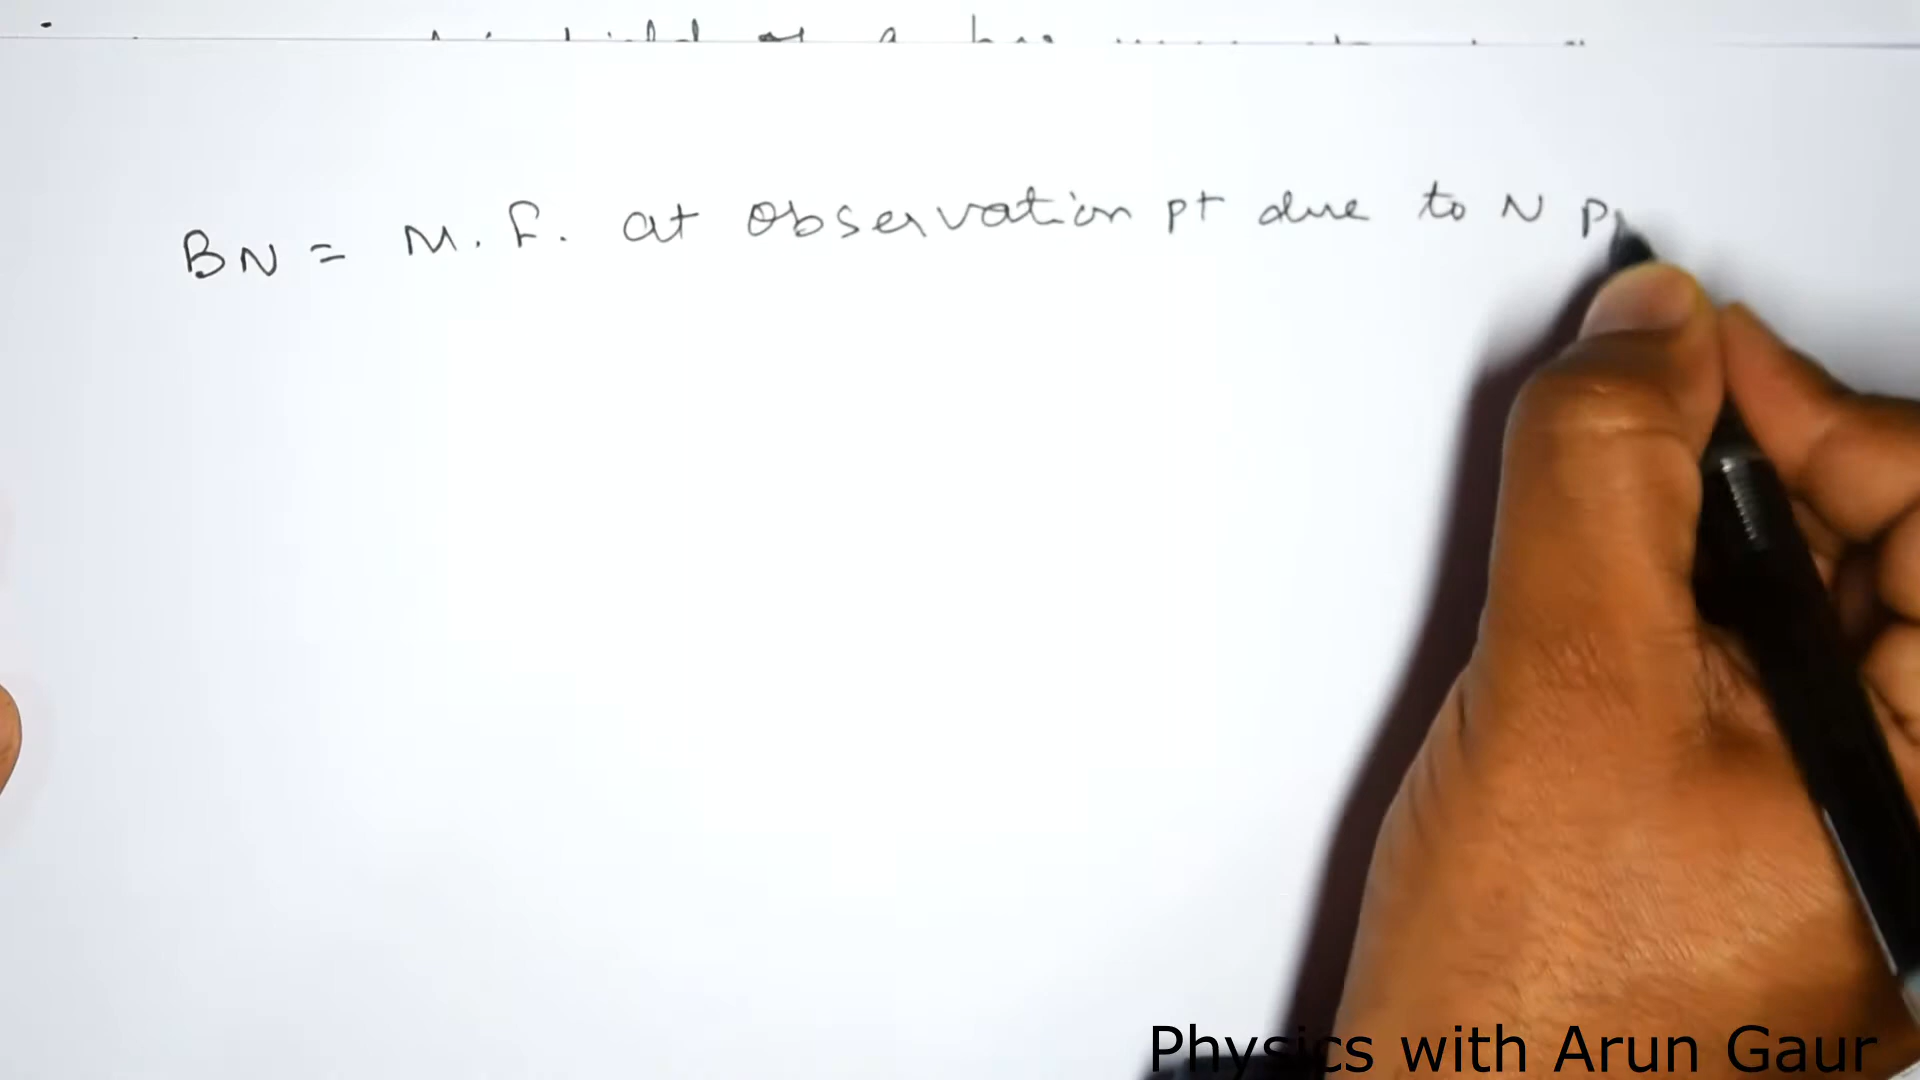 BN = M.F. at observation pt due to N
Physics with Arun Gaur